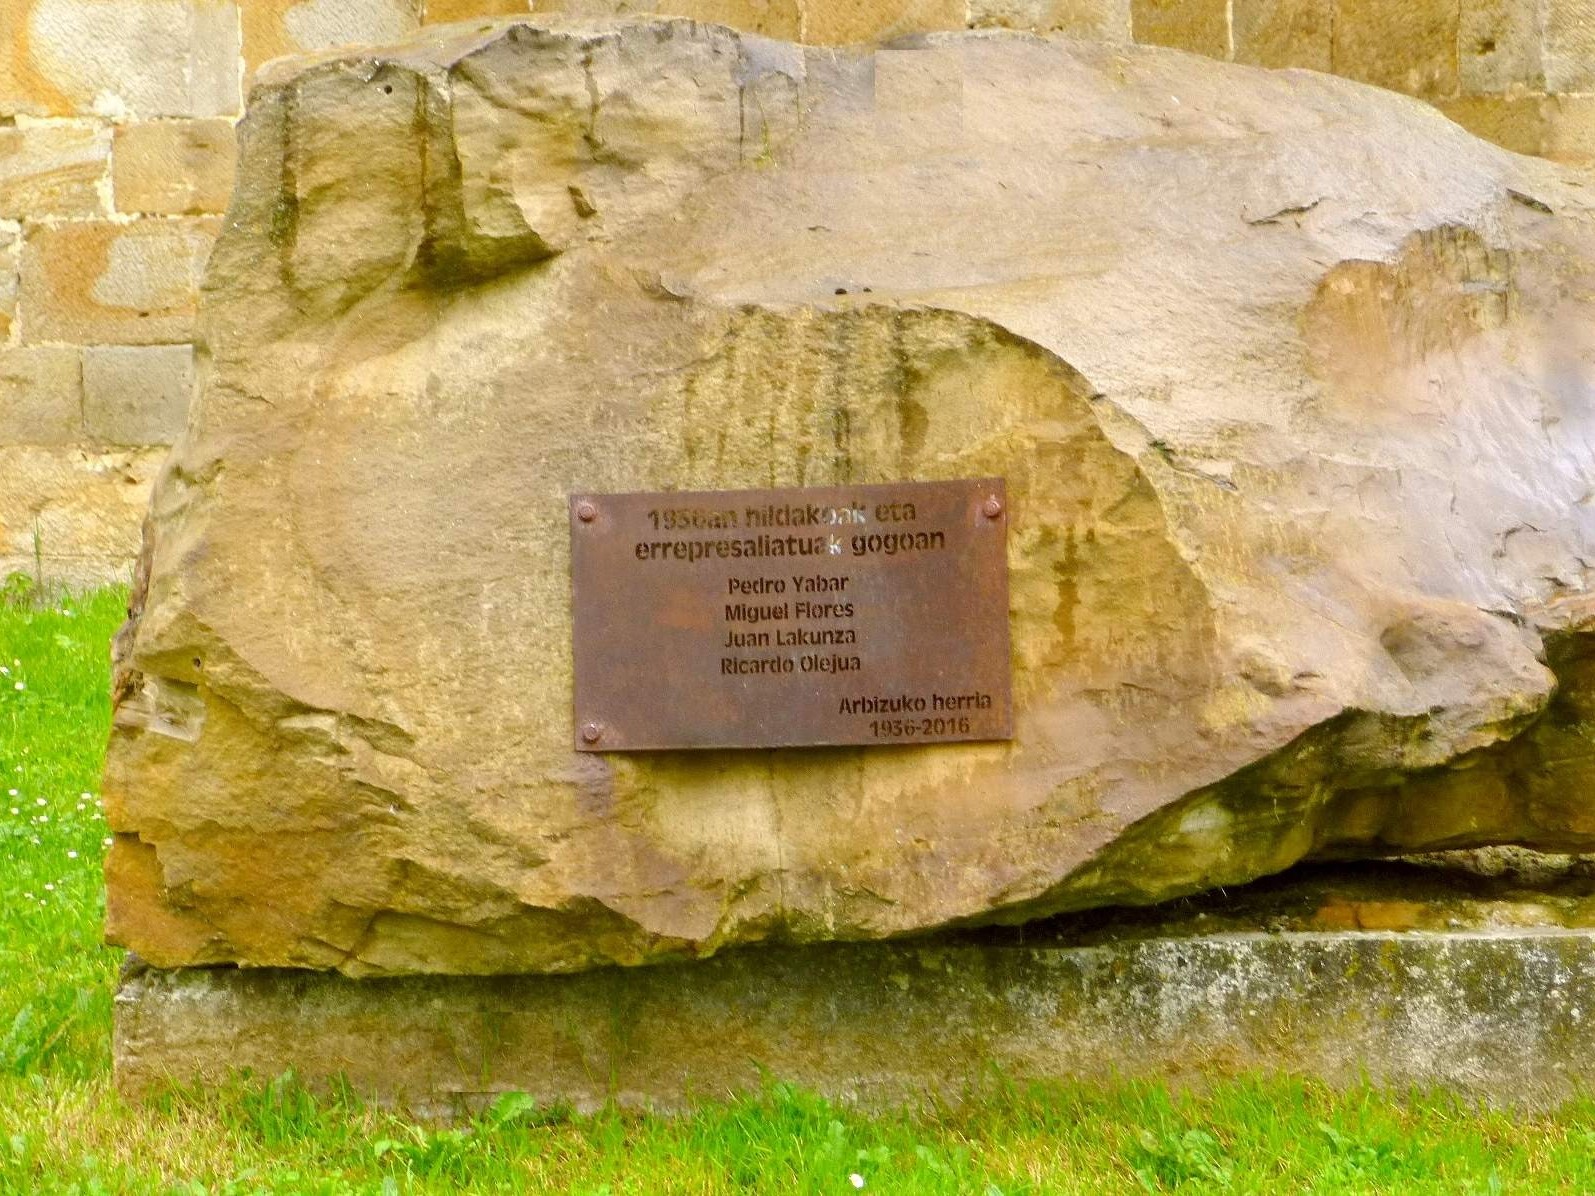 1936an hildakoak eta
errepresaliatuak gogoan
Pedro Yabar
Miguel Flores
Juan Lakunza
Ricardo Olejua
Arbizuko herria
1936-2016